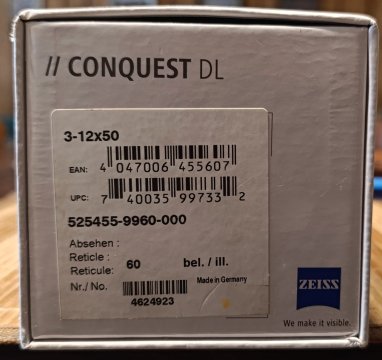 // CONQUEST DL
3-12x50
EAN: 4 047006 455607
UPC: 7 40035 99733 2
525455-9960-000
Absehen :
Reticle : 60 bel. / ill.
Reticule:
Made in Germany
Nr./ No.
4624923
ZEISS
We make it visible.